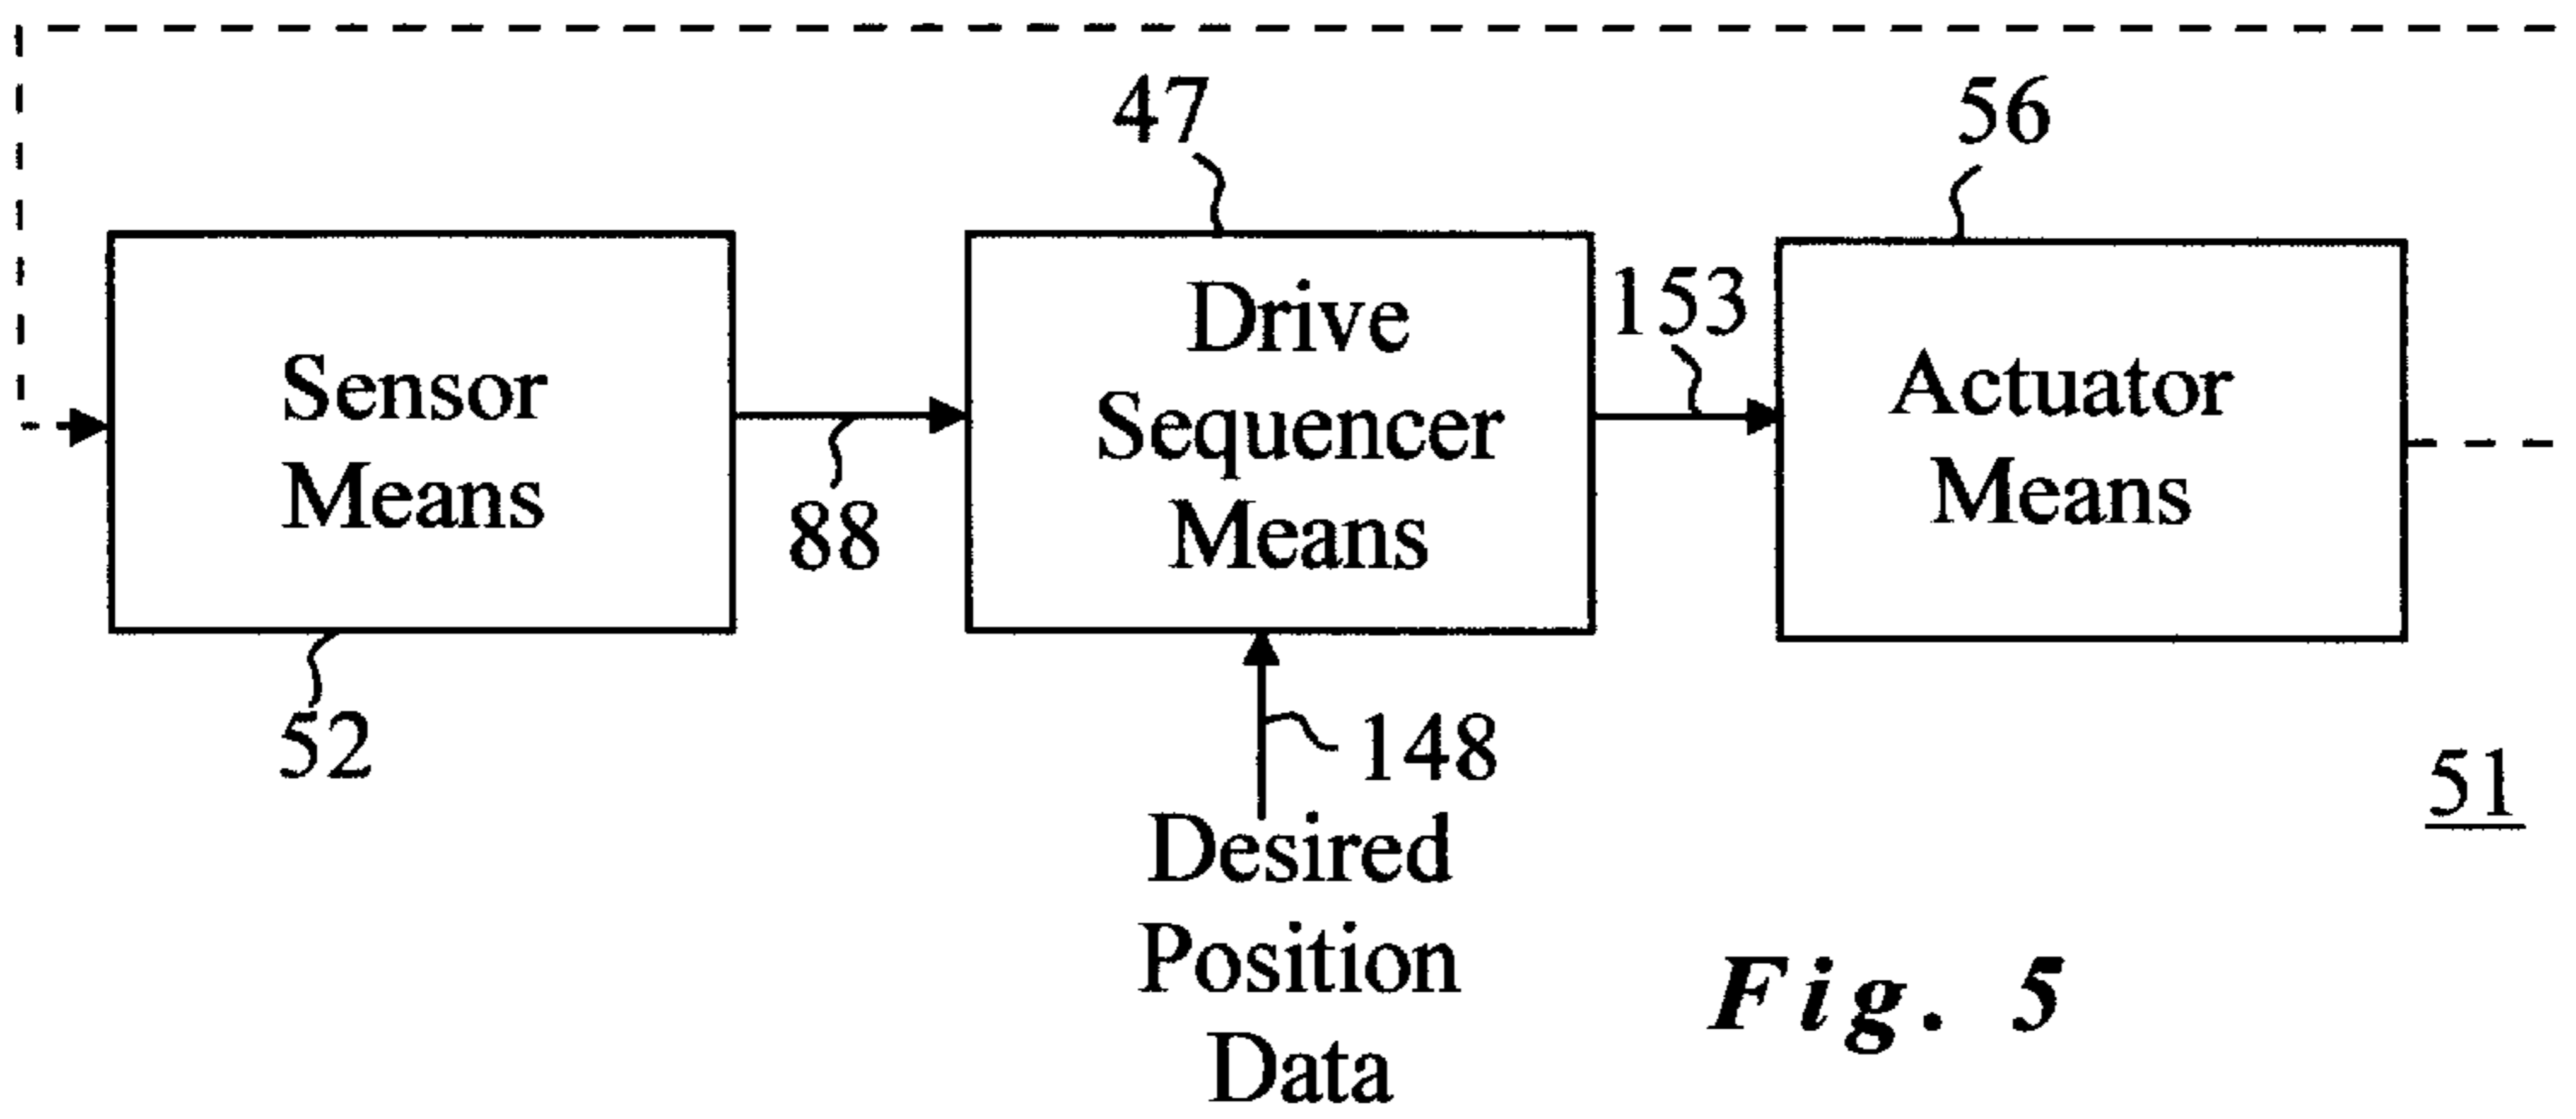 47
56
Sensor
Means
52
88
Drive
Sequencer
Means
153
Actuator
Means
148
Desired
Position
Data
51
Fig. 5